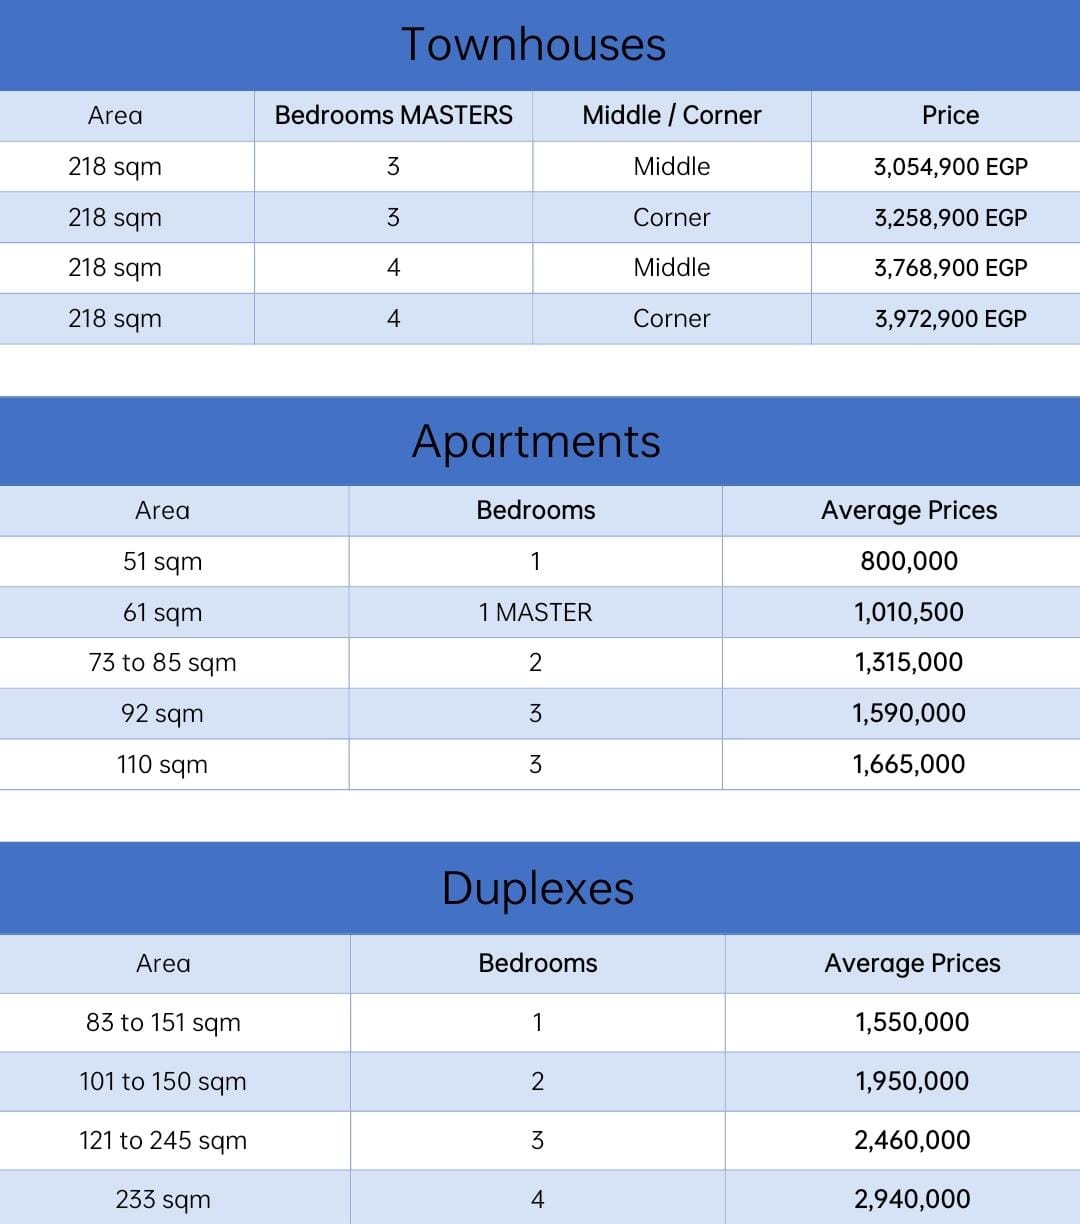 Townhouses
Area Bedrooms MASTERS Middle / Corner Price
218 sqm 3 Middle 3,054,900 EGP
218 sqm 3 Corner 3,258,900 EGP
218 sqm 4 Middle 3,768,900 EGP
218 sqm 4 Corner 3,972,900 EGP
Apartments
Area Bedrooms Average Prices
51 sqm 1 800,000
61 sqm 1 MASTER 1,010,500
73 to 85 sqm 2 1,315,000
92 sqm 3 1,590,000
110 sqm 3 1,665,000
Duplexes
Area Bedrooms Average Prices
83 to 151 sqm 1 1,550,000
101 to 150 sqm 2 1,950,000
121 to 245 sqm 3 2,460,000
233 sqm 4 2,940,000